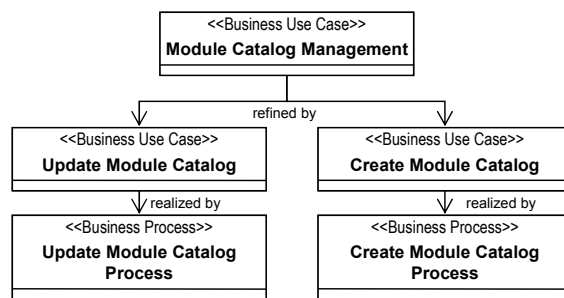 <<Business Use Case>>
Module Catalog Management
refined by
<<Business Use Case>>
Update Module Catalog
<<Business Use Case>>
Create Module Catalog
realized by
realized by
<<Business Process>>
Update Module Catalog
Process
<<Business Process>>
Create Module Catalog
Process